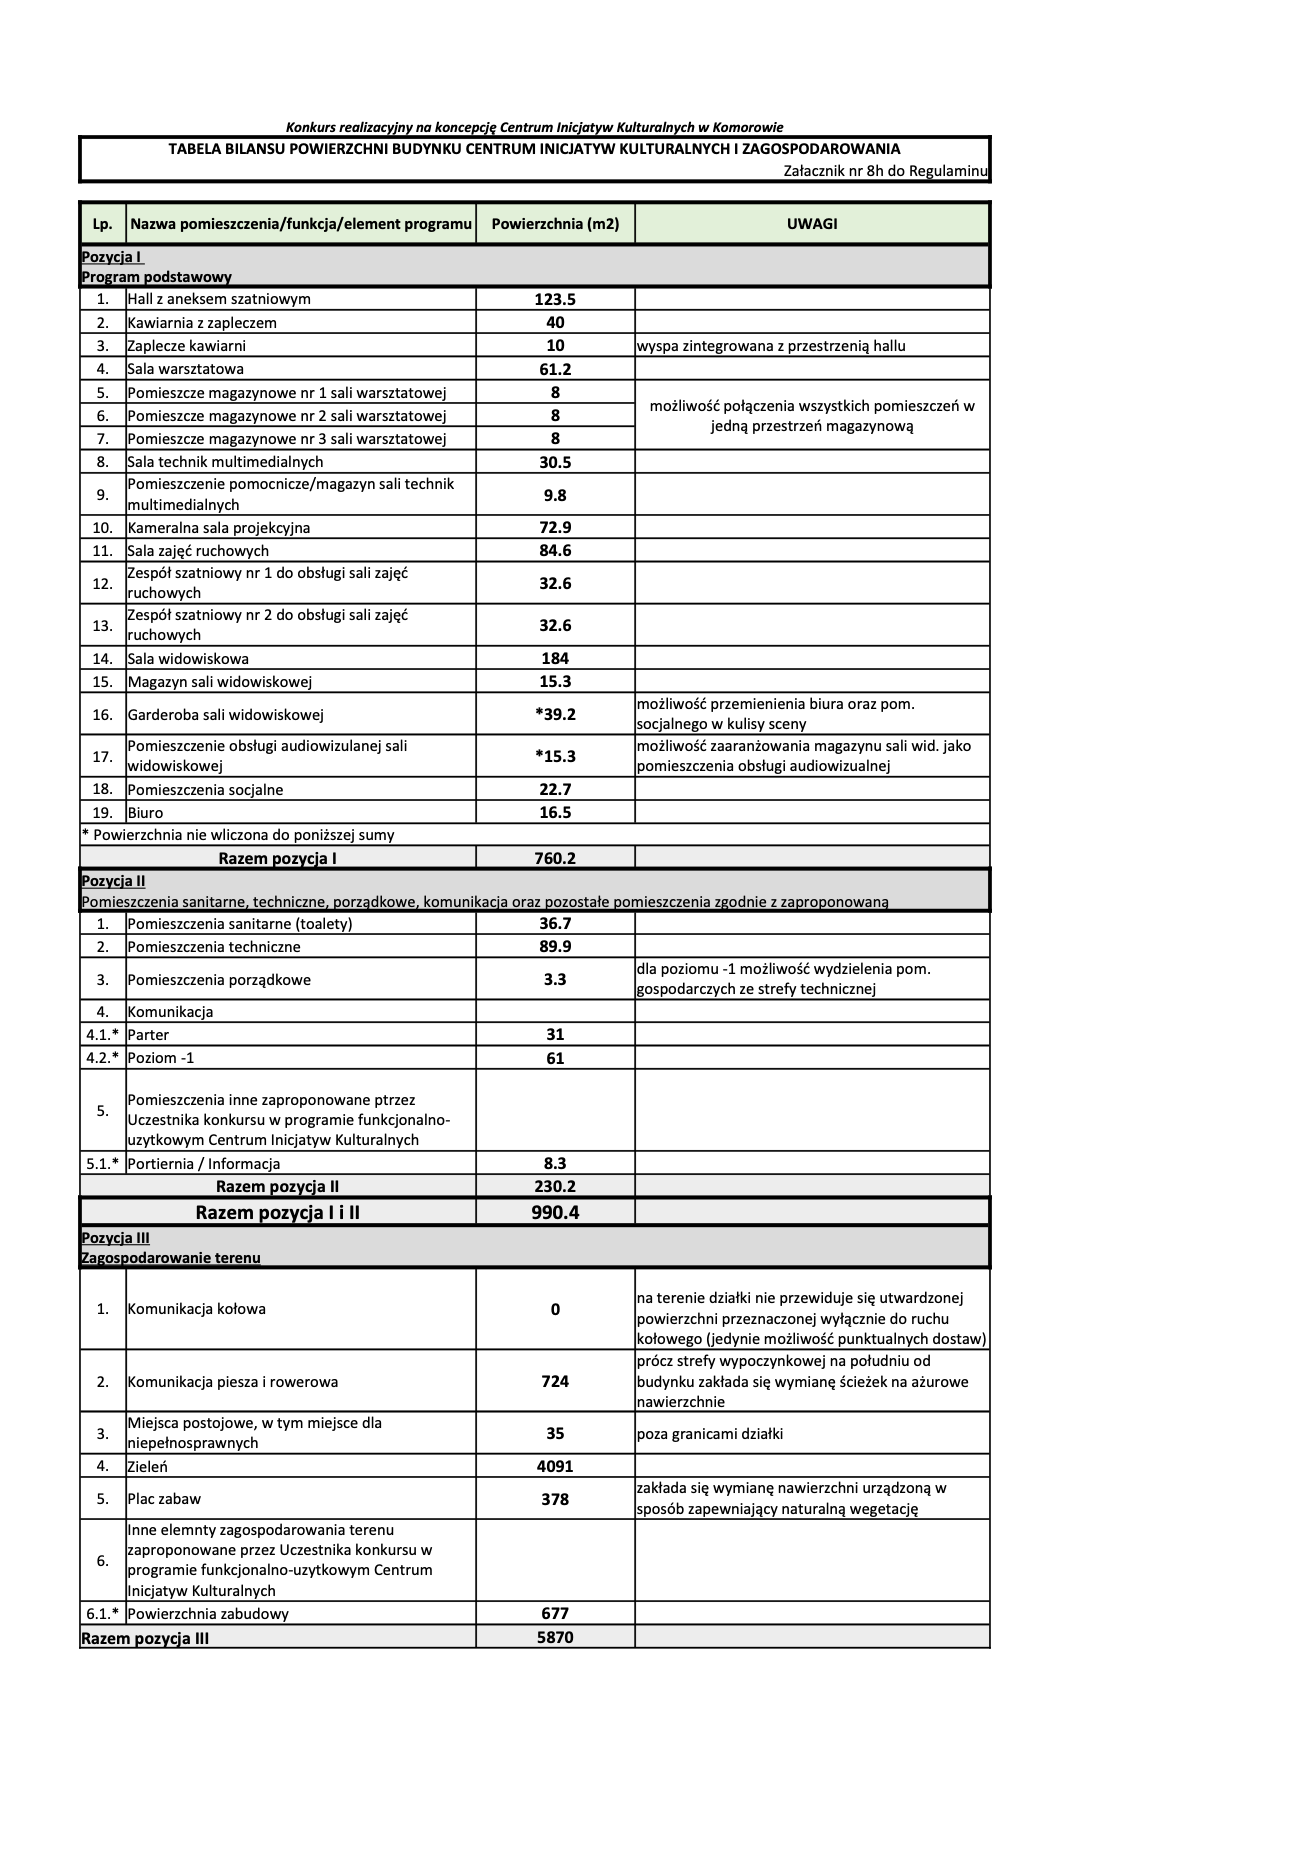 Konkurs realizacyjny na koncepcję Centrum Inicjatyw Kulturalnych w Komorowie
TABELA BILANSU POWIERZCHNI BUDYNKU CENTRUM INICJATYW KULTURALNYCH I ZAGOSPODAROWANIA
Załacznik nr 8h do Regulaminu
Lp. Nazwa pomieszczenia/funkcja/element programu Powierzchnia (m2) UWAGI
Pozycja I
Program podstawowy
1. Hall z aneksem szatniowym 123.5
2. Kawiarnia z zapleczem 40
3. Zaplecze kawiarni 10 wyspa zintegrowana z przestrzenią hallu
4. Sala warsztatowa 61.2
5. Pomieszcze magazynowe nr 1 sali warsztatowej 8
6. Pomieszcze magazynowe nr 2 sali warsztatowej 8
7. Pomieszcze magazynowe nr 3 sali warsztatowej 8
możliwość połączenia wszystkich pomieszczeń w
jedną przestrzeń magazynową
8. Sala technik multimedialnych 30.5
9. Pomieszczenie pomocnicze/magazyn sali technik
multimedialnych 9.8
10. Kameralna sala projekcyjna 72.9
11. Sala zajęć ruchowych 84.6
12. Zespół szatniowy nr 1 do obsługi sali zajęć
ruchowych 32.6
13. Zespół szatniowy nr 2 do obsługi sali zajęć
ruchowych 32.6
14. Sala widowiskowa 184
15. Magazyn sali widowiskowej 15.3
16. Garderoba sali widowiskowej *39.2 możliwość przemienienia biura oraz pom.
socjalnego w kulisy sceny
17. Pomieszczenie obsługi audiowizulanej sali
widowiskowej *15.3 możliwość zaaranżowania magazynu sali wid. jako
pomieszczenia obsługi audiowizualnej
18. Pomieszczenia socjalne 22.7
19. Biuro 16.5
* Powierzchnia nie wliczona do poniższej sumy
Razem pozycja I 760.2
Pozycja II
Pomieszczenia sanitarne, techniczne, porządkowe, komunikacja oraz pozostałe pomieszczenia zgodnie z zaproponowaną
1. Pomieszczenia sanitarne (toalety) 36.7
2. Pomieszczenia techniczne 89.9
3. Pomieszczenia porządkowe 3.3 dla poziomu -1 możliwość wydzielenia pom.
gospodarczych ze strefy technicznej
4. Komunikacja
4.1.* Parter 31
4.2.* Poziom -1 61
5. Pomieszczenia inne zaproponowane ptrzez
Uczestnika konkursu w programie funkcjonalno-
uzytkowym Centrum Inicjatyw Kulturalnych
5.1.* Portiernia / Informacja 8.3
Razem pozycja II 230.2
Razem pozycja I i II 990.4
Pozycja III
Zagospodarowanie terenu
1. Komunikacja kołowa 0 na terenie działki nie przewiduje się utwardzonej
powierzchni przeznaczonej wyłącznie do ruchu
kołowego (jedynie możliwość punktualnych dostaw)
2. Komunikacja piesza i rowerowa 724 prócz strefy wypoczynkowej na południu od
budynku zakłada się wymianę ścieżek na ażurowe
nawierzchnie
3. Miejsca postojowe, w tym miejsce dla
niepełnosprawnych 35 poza granicami działki
4. Zieleń 4091
5. Plac zabaw 378 zakłada się wymianę nawierzchni urządzoną w
sposób zapewniający naturalną wegetację
6. Inne elemnty zagospodarowania terenu
zaproponowane przez Uczestnika konkursu w
programie funkcjonalno-uzytkowym Centrum
Inicjatyw Kulturalnych
6.1.* Powierzchnia zabudowy 677
Razem pozycja III 5870